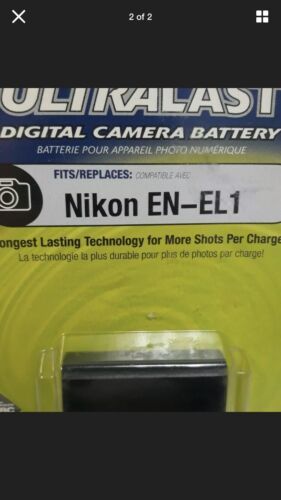 2 of 2
ULTRALAST
DIGITAL CAMERA BATTERY
BATTERIE POUR APPAREIL PHOTO NUMÉRIQUE
FITS/REPLACES: COMPATIBLE AVEC
Nikon EN-EL1
ongest Lasting Technology for More Shots Per Charge
La technologie la plus durable pour plus de photos par charge!